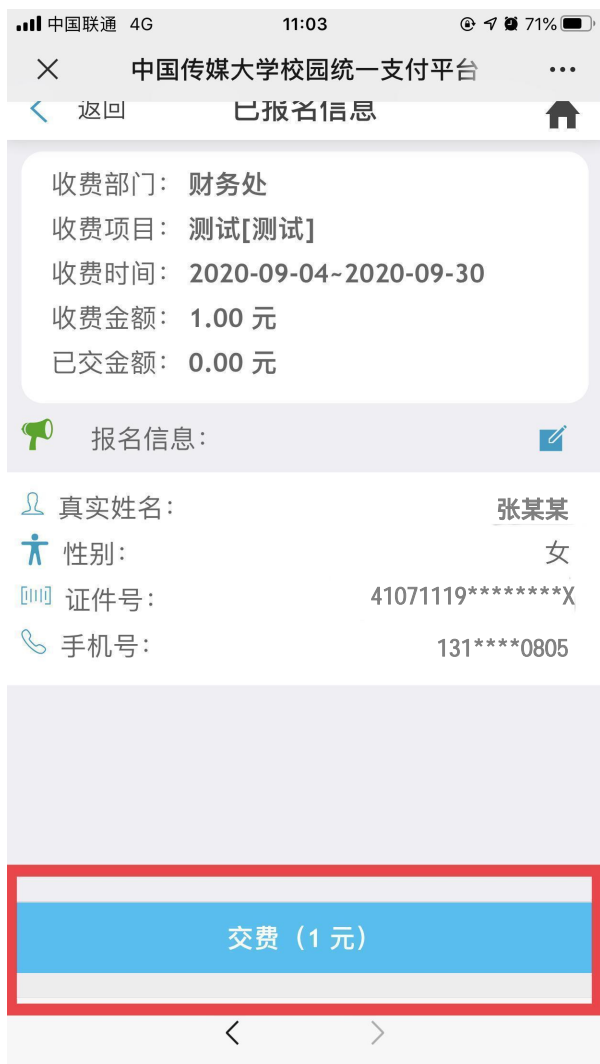 中国联通 4G 11:03 71%
中国传媒大学校园统一支付平台
返回 已报名信息
收费部门: 财务处
收费项目: 测试[测试]
收费时间: 2020-09-04~2020-09-30
收费金额: 1.00 元
已交金额: 0.00 元
报名信息:
真实姓名: 张某某
性别: 女
证件号: 41071119********X
手机号: 131****0805
交费（1 元）